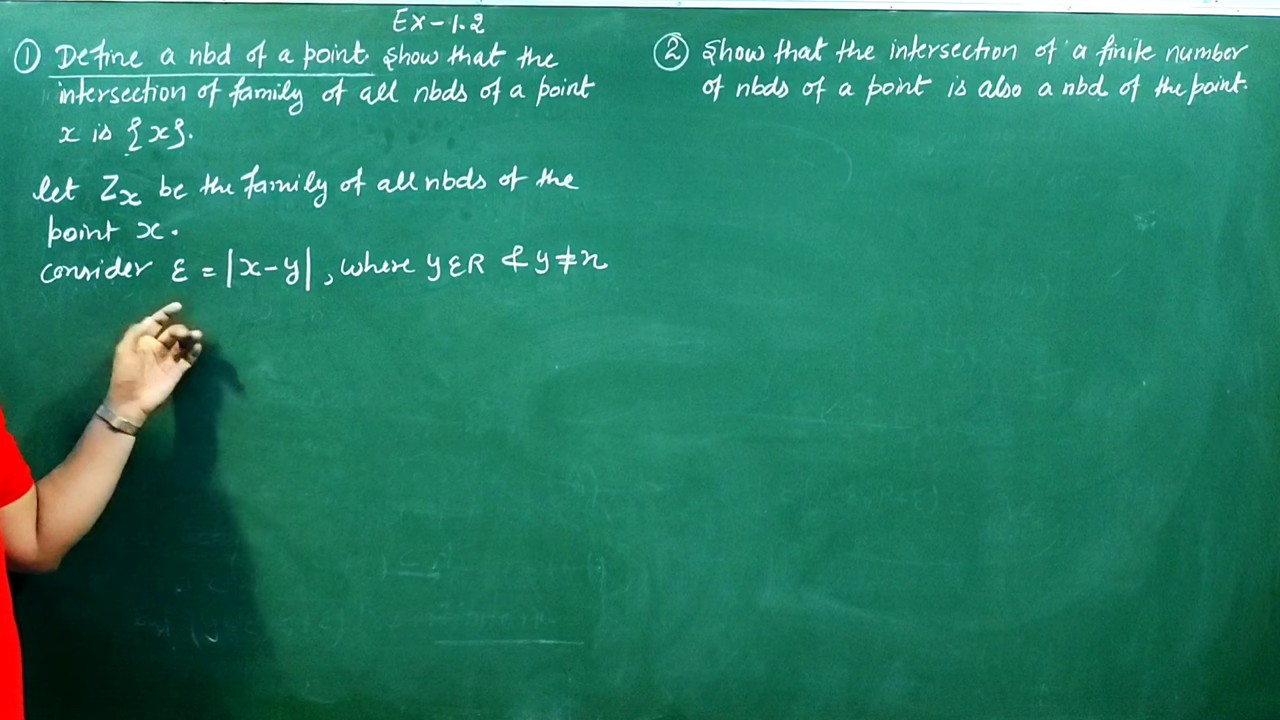 Ex-1.2
① Define a nbd of a point. Show that the
intersection of family of all nbds of a point
x is {x}.
let Zx be the family of all nbds of the
point x.
consider ε = |x-y|, where y ε R & y ≠ x
② Show that the intersection of a finite number
of nbds of a point is also a nbd of the point.